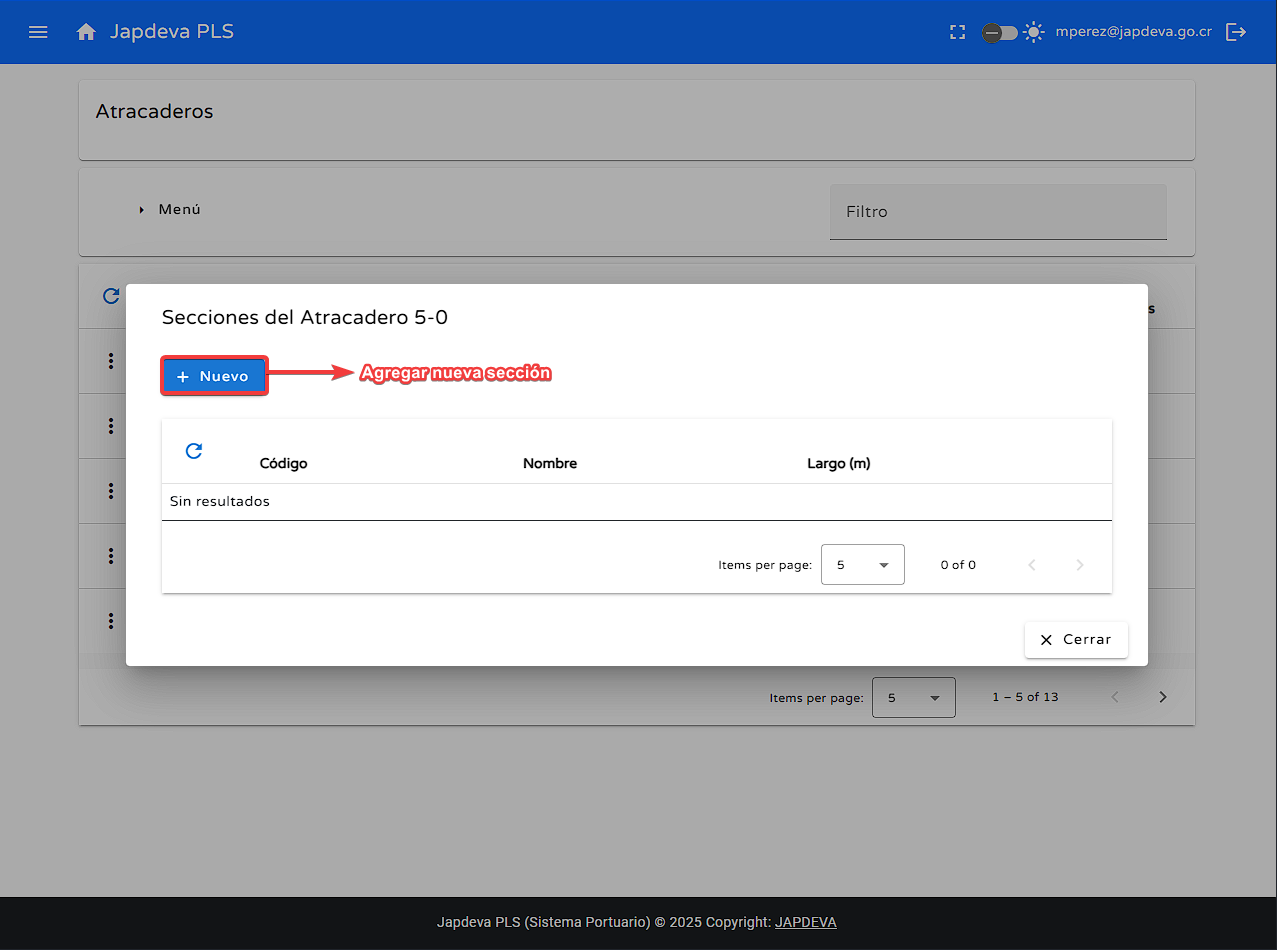 Japdeva PLS
mperez@japdeva.go.cr
Atracaderos
Menú
Filtro
s
Secciones del Atracadero 5-0
+ Nuevo
Agregar nueva sección
Código Nombre Largo (m)
Sin resultados
Items per page: 5 0 of 0
Cerrar
Items per page: 5 1 – 5 of 13
Japdeva PLS (Sistema Portuario) © 2025 Copyright: JAPDEVA